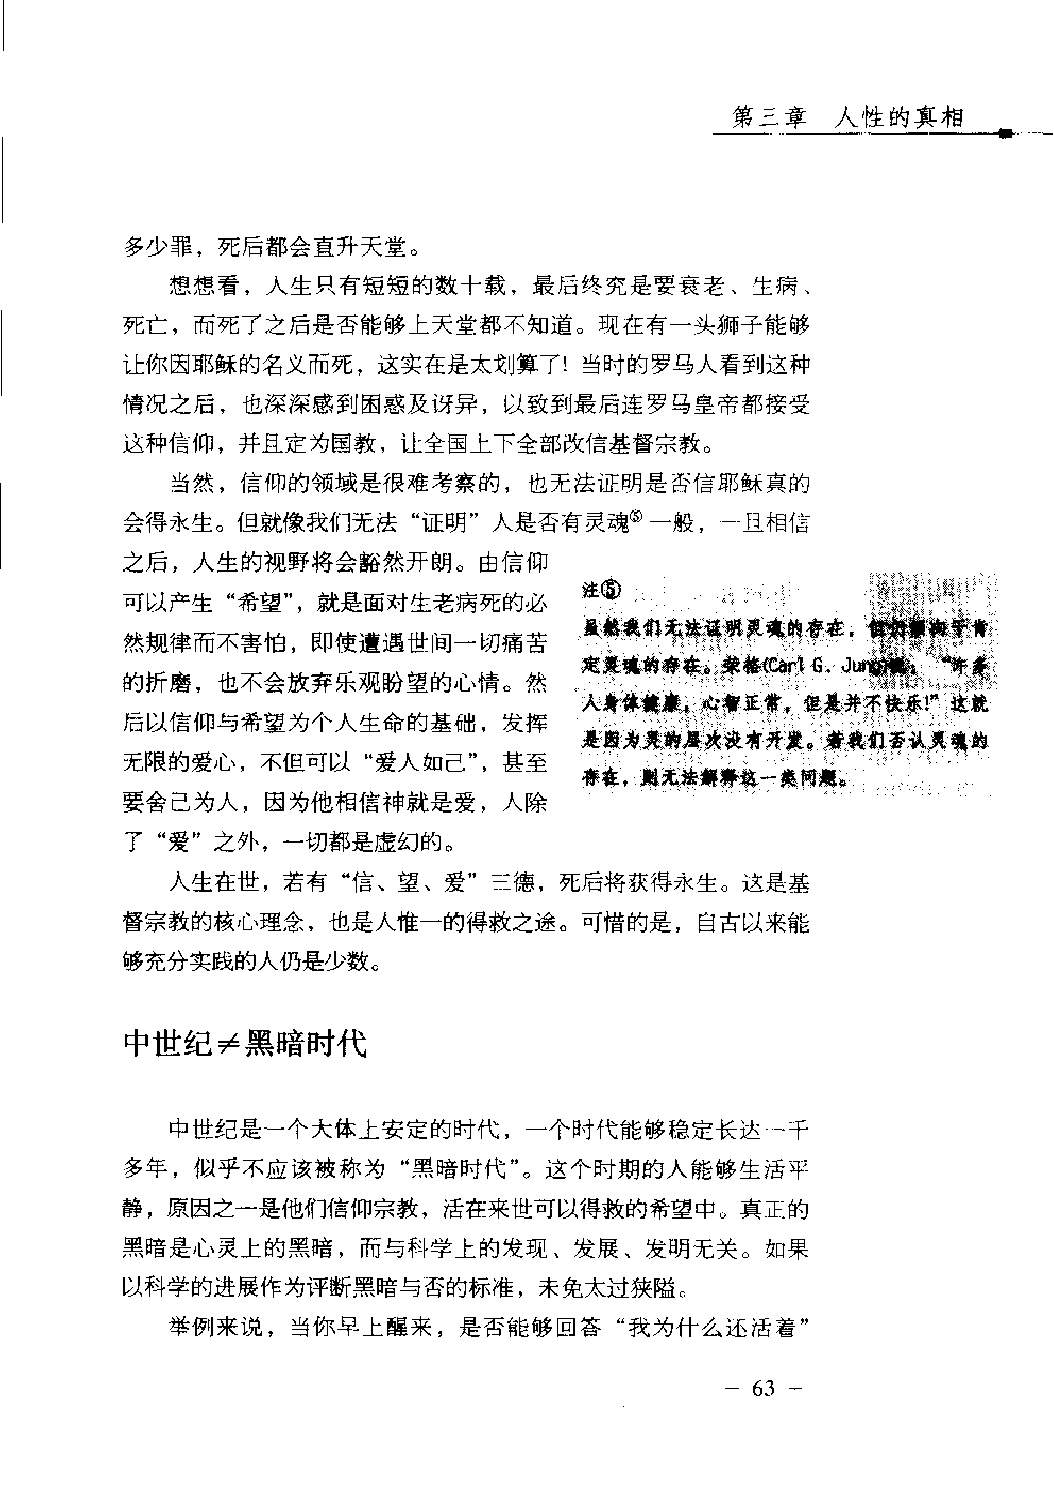 第三章 人性的真相
多少罪，死后都会直升天堂。
想想看，人生只有短短的数十载，最后终究是要衰老、生病、
死亡，而死了之后是否能够上天堂都不知道。现在有一头狮子能够
让你因耶稣的名义而死，这实在是太划算了！当时的罗马人看到这种
情况之后，也深深感到困惑及讶异，以致到最后连罗马皇帝都接受
这种信仰，并且定为国教，让全国上下全部改信基督宗教。
当然，信仰的领域是很难考察的，也无法证明是否信耶稣真的
会得永生。但就像我们无法“证明”人是否有灵魂⑤一般，一旦相信
之后，人生的视野将会豁然开朗。由信仰
可以产生“希望”，就是面对生老病死的必
然规律而不害怕，即使遭遇世间一切痛苦
的折磨，也不会放弃乐观盼望的心情。然
后以信仰与希望为个人生命的基础，发挥
无限的爱心，不但可以“爱人如己”，甚至
要舍己为人，因为他相信神就是爱，人除
了“爱”之外，一切都是虚幻的。
注⑤
虽然我们无法证明灵魂的存在，但仍倾向于肯
定灵魂的存在。荣格(Carl G. Jung)说：“许多
人身体健康，心智正常，但是并不快乐！”这就
是因为灵的层次没有开发。若我们否认灵魂的
存在，则无法解释这一类问题。
人生在世，若有“信、望、爱”三德，死后将获得永生。这是基
督宗教的核心理念，也是人惟一的得救之途。可惜的是，自古以来能
够充分实践的人仍是少数。
中世纪≠黑暗时代
中世纪是一个大体上安定的时代，一个时代能够稳定长达一千
多年，似乎不应该被称为“黑暗时代”。这个时期的人能够生活平
静，原因之一是他们信仰宗教，活在来世可以得救的希望中。真正的
黑暗是心灵上的黑暗，而与科学上的发现、发展、发明无关。如果
以科学的进展作为评断黑暗与否的标准，未免太过狭隘。
举例来说，当你早上醒来，是否能够回答“我为什么还活着”
－ 63 －